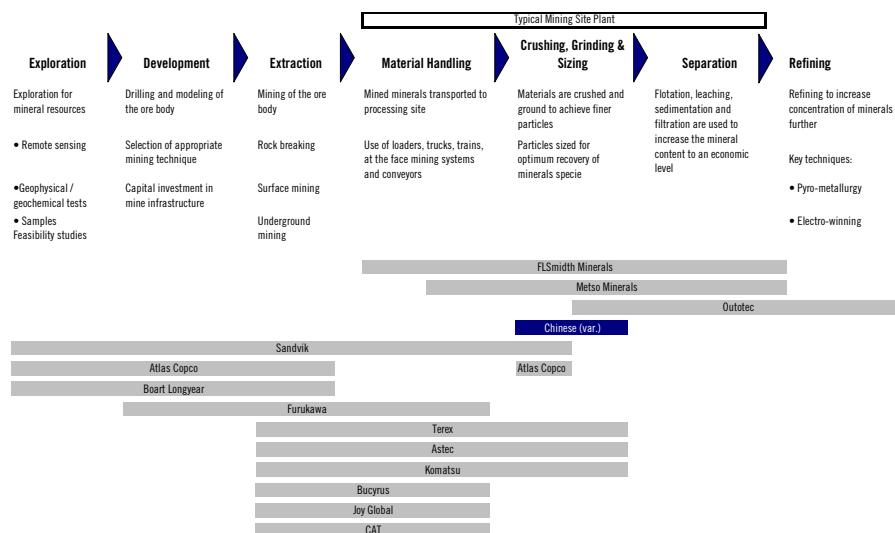 Typical Mining Site Plant
Exploration
Development
Extraction
Material Handling
Crushing, Grinding &
Sizing
Separation
Refining
Exploration for
mineral resources
• Remote sensing
•Geophysical /
geochemical tests
• Samples
Feasibility studies
Drilling and modeling of
the ore body
Selection of appropriate
mining technique
Capital investment in
mine infrastructure
Mining of the ore
body
Rock breaking
Surface mining
Underground
mining
Mined minerals transported to
processing site
Use of loaders, trucks, trains,
at the face mining systems
and conveyors
Materials are crushed and
ground to achieve finer
particles
Particles sized for
optimum recovery of
minerals specie
Flotation, leaching,
sedimentation and
filtration are used to
increase the mineral
content to an economic
level
Refining to increase
concentration of minerals
further
Key techniques:
• Pyro-metallurgy
• Electro-winning
FLSmidth Minerals
Metso Minerals
Outotec
Chinese (var.)
Sandvik
Atlas Copco
Atlas Copco
Boart Longyear
Furukawa
Terex
Astec
Komatsu
Bucyrus
Joy Global
CAT